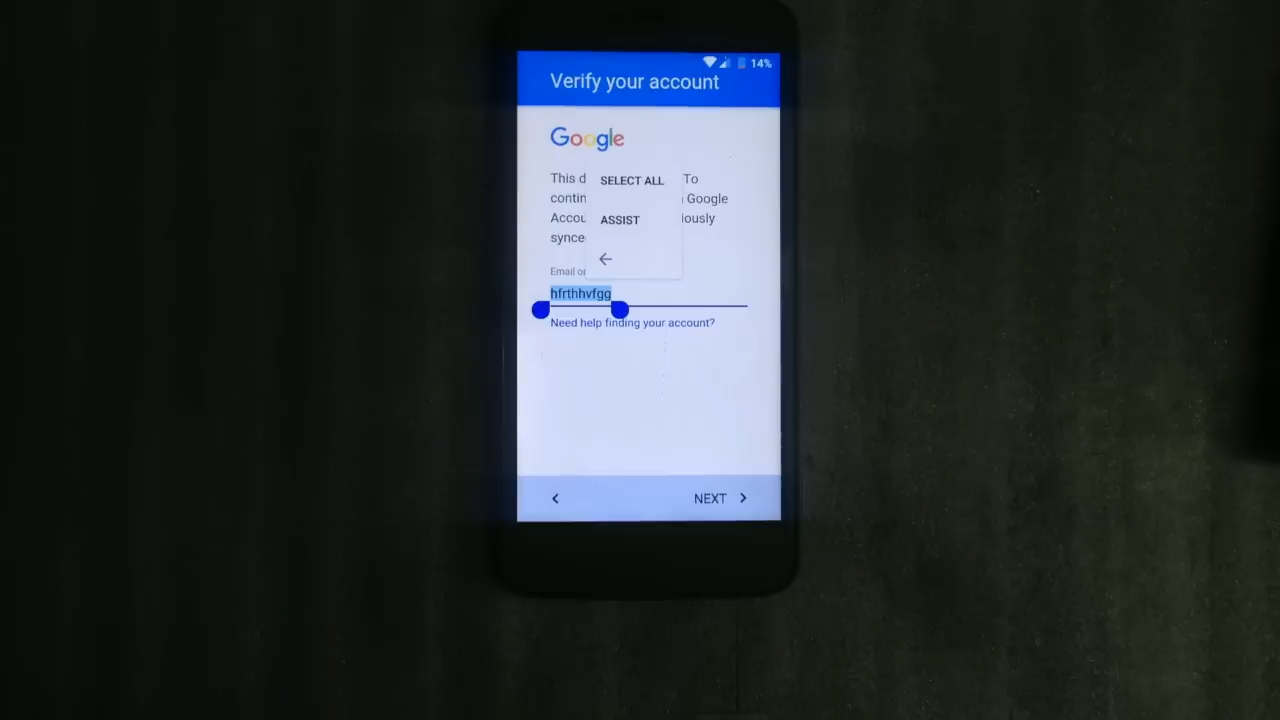 14%
Verify your account
Google
This d
To
contin
Google
Accou
iously
synce
SELECT ALL
ASSIST
Email or
hfrthhvfgg
Need help finding your account?
NEXT